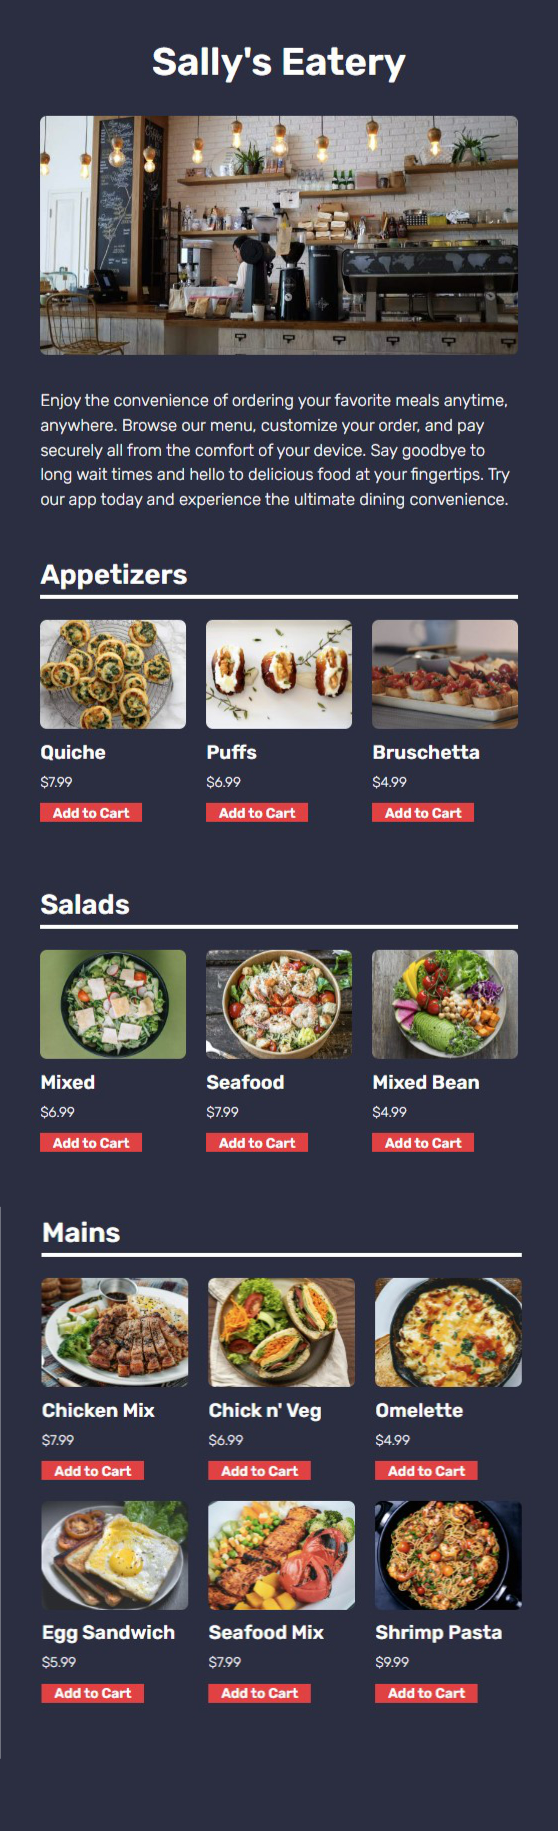 Sally's Eatery
Enjoy the convenience of ordering your favorite meals anytime,
anywhere. Browse our menu, customize your order, and pay
securely all from the comfort of your device. Say goodbye to
long wait times and hello to delicious food at your fingertips. Try
our app today and experience the ultimate dining convenience.
Appetizers
Quiche Puffs Bruschetta
$7.99 $6.99 $4.99
Add to Cart Add to Cart Add to Cart
Salads
Mixed Seafood Mixed Bean
$6.99 $7.99 $4.99
Add to Cart Add to Cart Add to Cart
Mains
Chicken Mix Chick n' Veg Omelette
$7.99 $6.99 $4.99
Add to Cart Add to Cart Add to Cart
Egg Sandwich Seafood Mix Shrimp Pasta
$5.99 $7.99 $9.99
Add to Cart Add to Cart Add to Cart